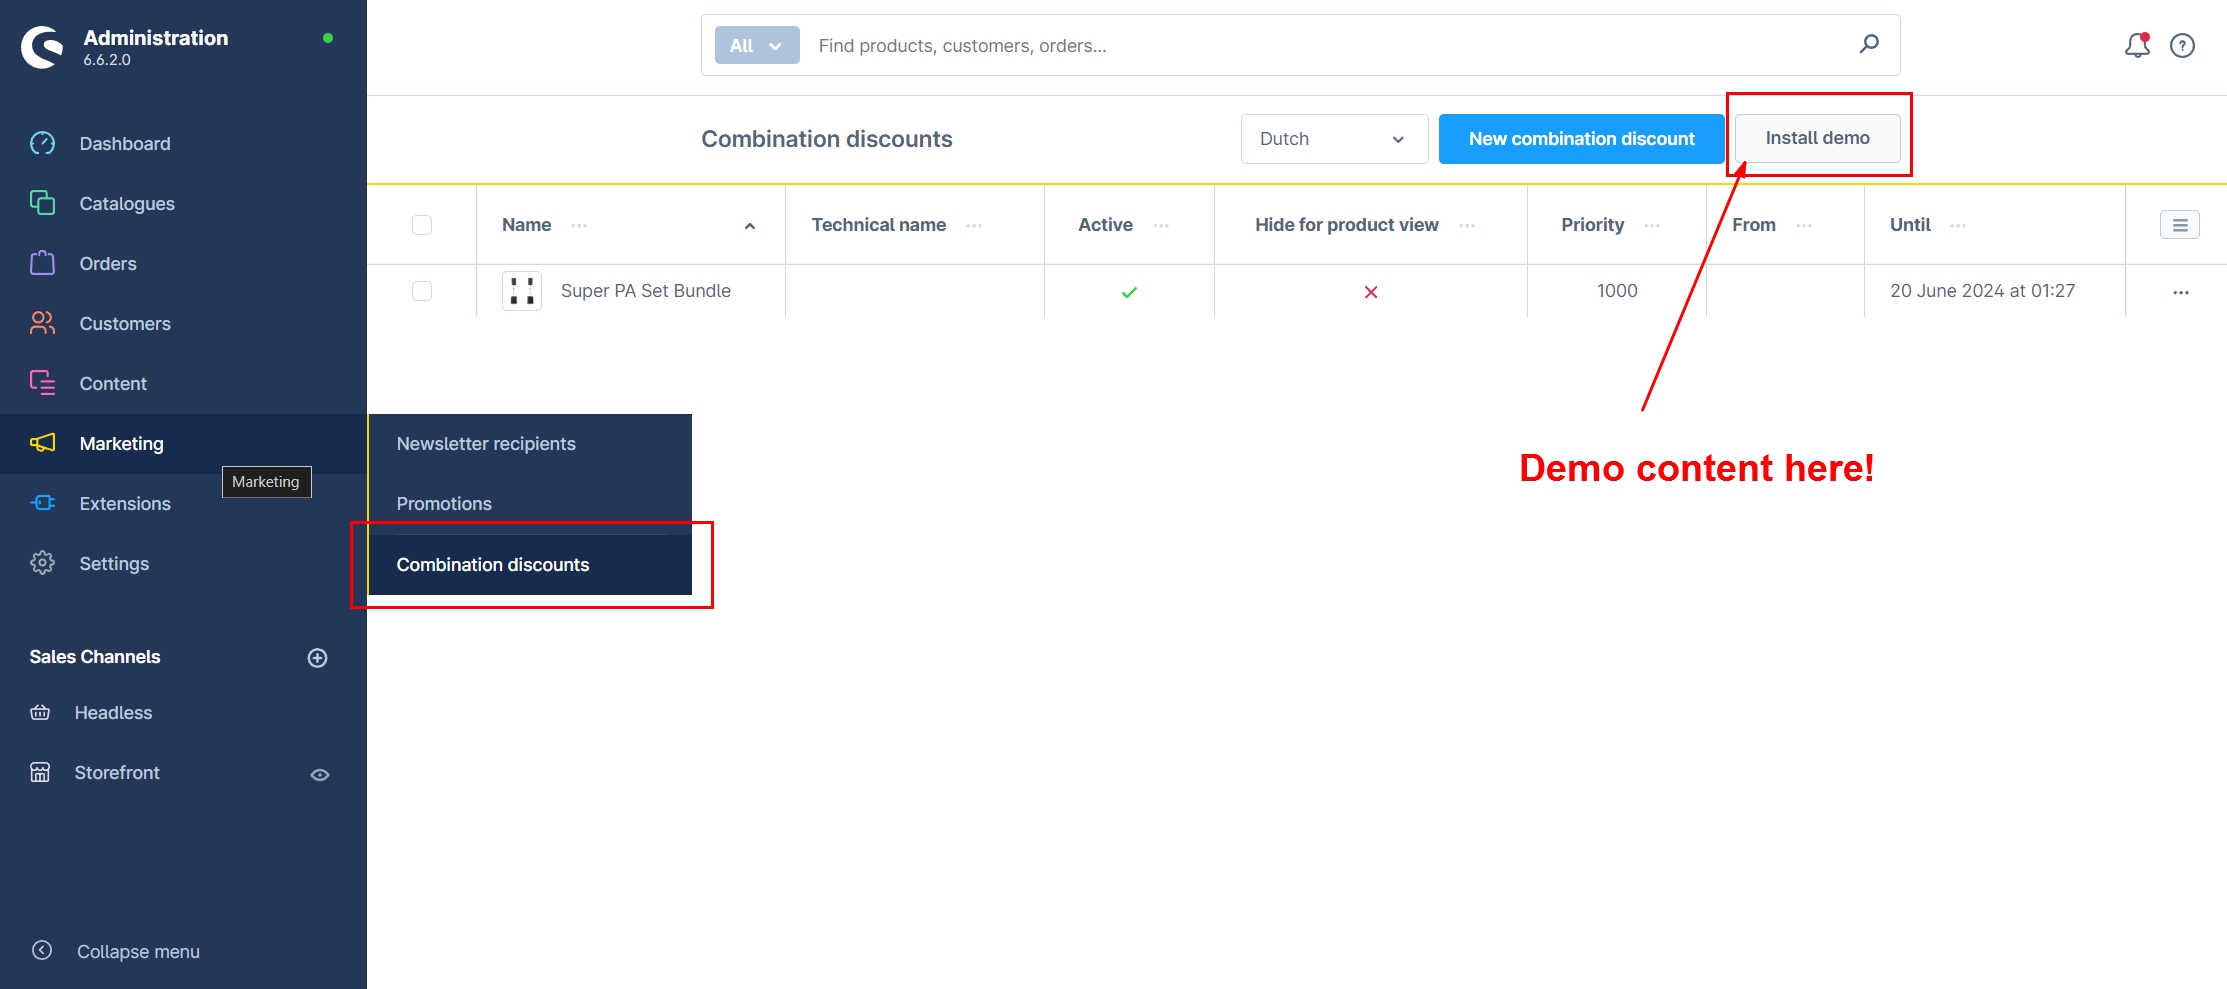 Administration
6.6.2.0
All
Find products, customers, orders...
Dashboard
Catalogues
Orders
Customers
Content
Marketing
Marketing
Extensions
Settings
Sales Channels
Headless
Storefront
Collapse menu
Newsletter recipients
Promotions
Combination discounts
Combination discounts
Dutch
New combination discount
Install demo
Name
Technical name
Active
Hide for product view
Priority
From
Until
Super PA Set Bundle
1000
20 June 2024 at 01:27
Demo content here!